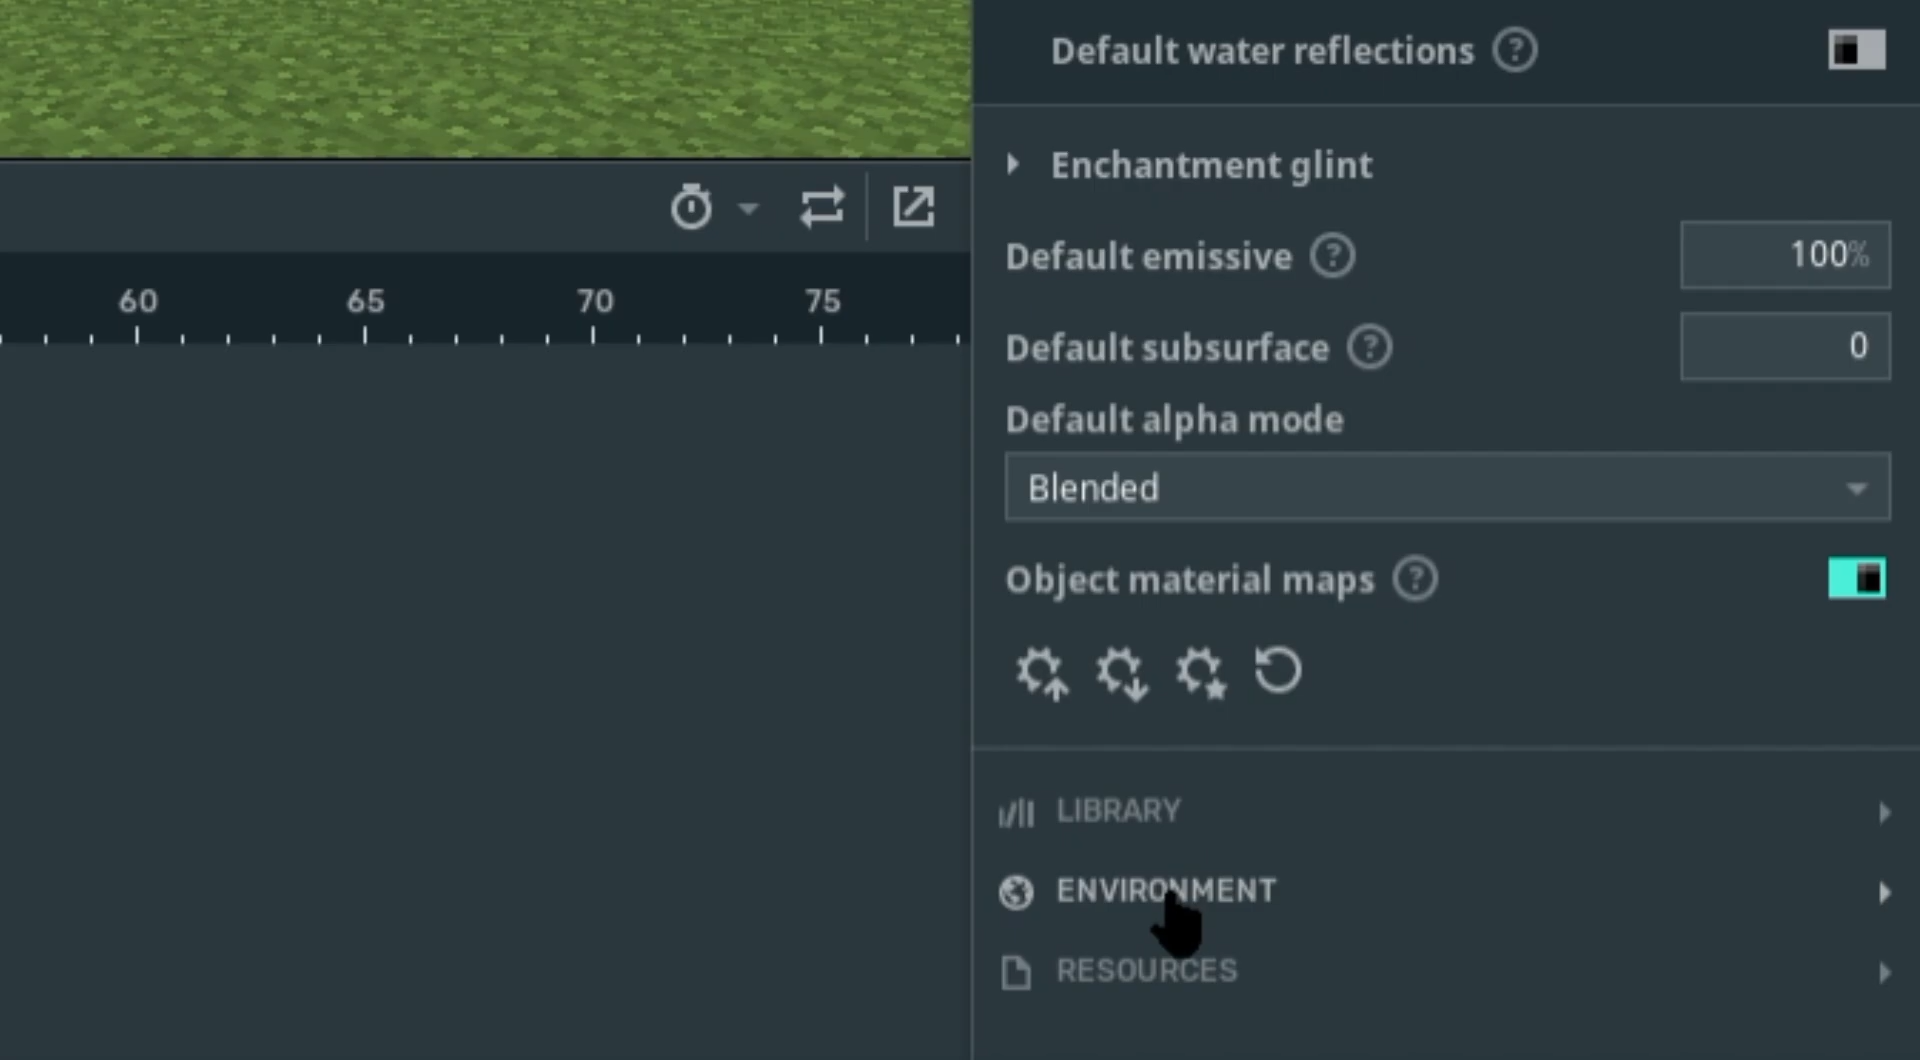 Default water reflections ?
Enchantment glint
Default emissive ? 100%
60 65 70 75
Default subsurface ? 0
Default alpha mode
Blended
Object material maps ?
LIBRARY
ENVIRONMENT
RESOURCES